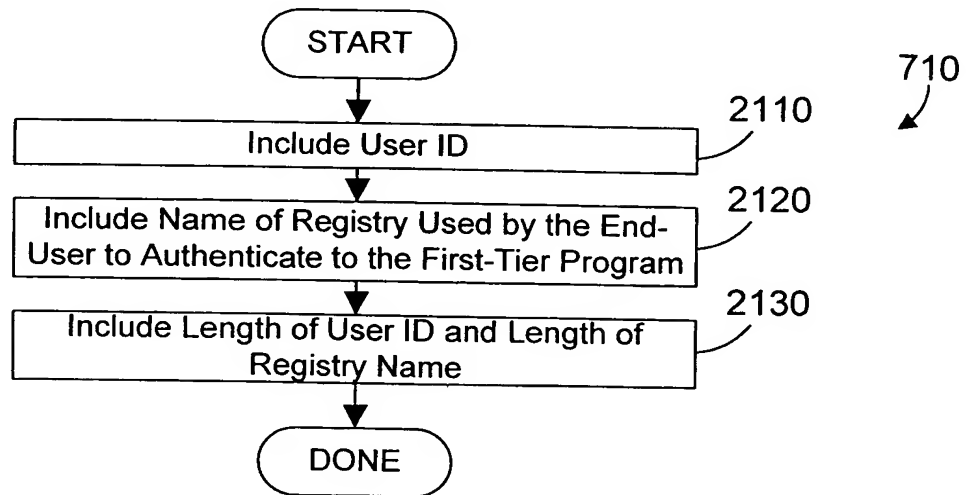 START
710
2110
Include User ID
2120
Include Name of Registry Used by the End-
User to Authenticate to the First-Tier Program
2130
Include Length of User ID and Length of
Registry Name
DONE